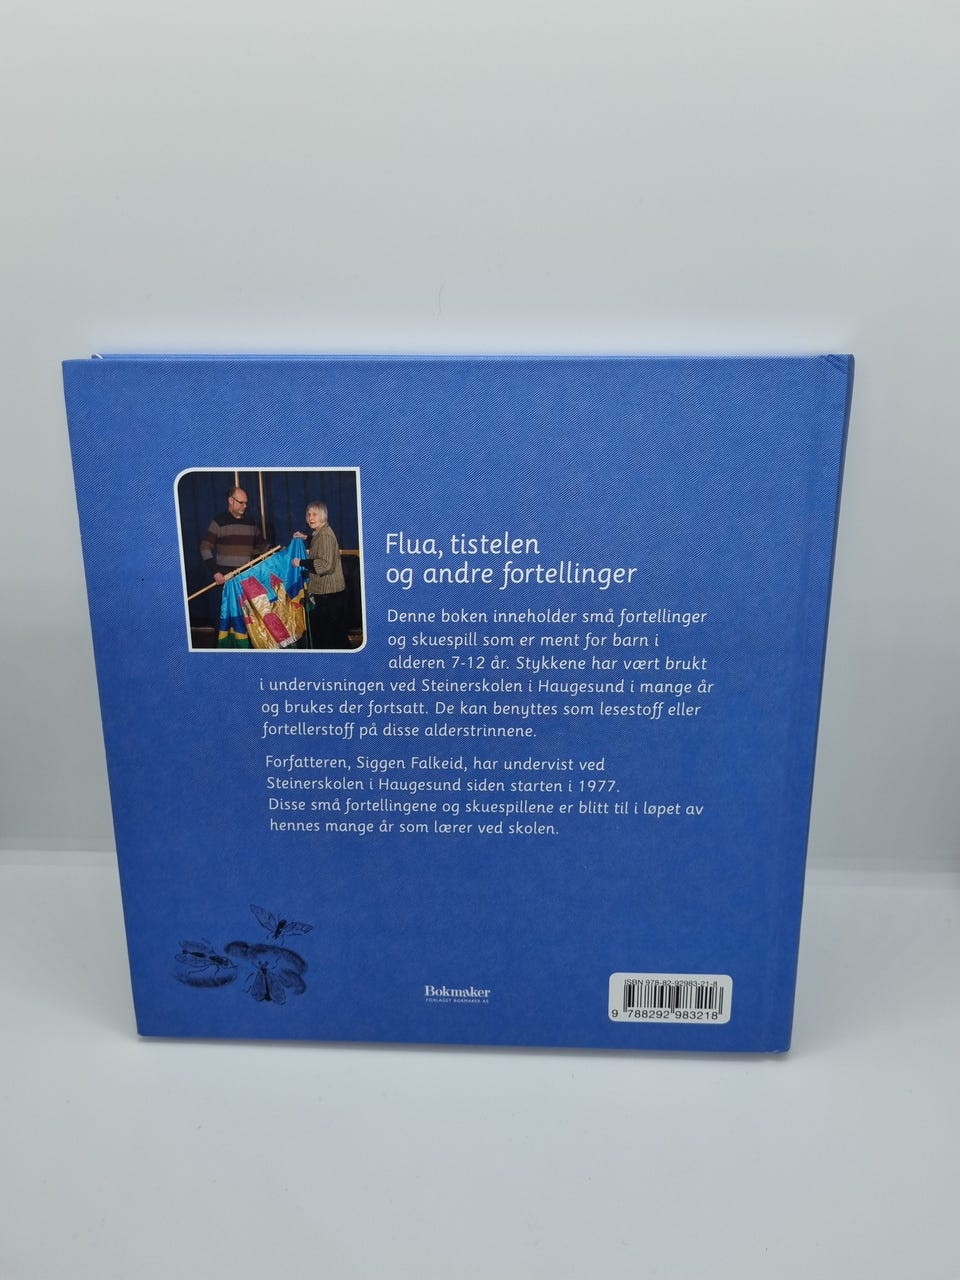 Flua, tistelen
og andre fortellinger
Denne boken inneholder små fortellinger
og skuespill som er ment for barn i
alderen 7-12 år. Stykkene har vært brukt
i undervisningen ved Steinerskolen i Haugesund i mange år
og brukes der fortsatt. De kan benyttes som lesestoff eller
fortellerstoff på disse alderstrinnene.
Forfatteren, Siggen Falkeid, har undervist ved
Steinerskolen i Haugesund siden starten i 1977.
Disse små fortellingene og skuespillene er blitt til i løpet av
hennes mange år som lærer ved skolen.
Bokmaker
FORLAGET BOKMAKER AS
ISBN 978-82-92983-21-8
9 788292 983218